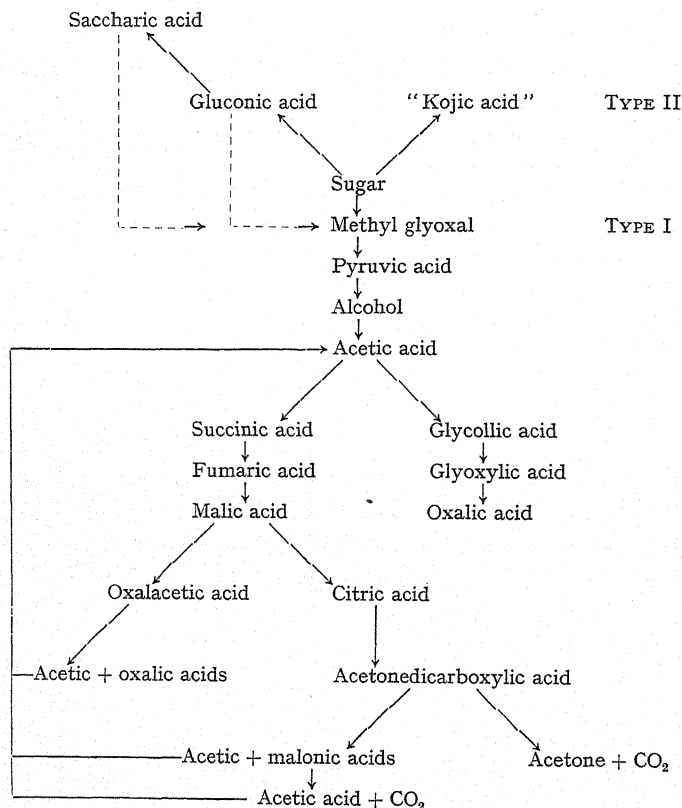 Saccharic acid
Gluconic acid "Kojic acid" TYPE II
Sugar
Methyl glyoxal TYPE I
Pyruvic acid
Alcohol
Acetic acid
Succinic acid Glycollic acid
Fumaric acid Glyoxylic acid
Malic acid Oxalic acid
Oxalacetic acid Citric acid
Acetic + oxalic acids Acetonedicarboxylic acid
Acetic + malonic acids Acetone + CO₂
Acetic acid + CO₂